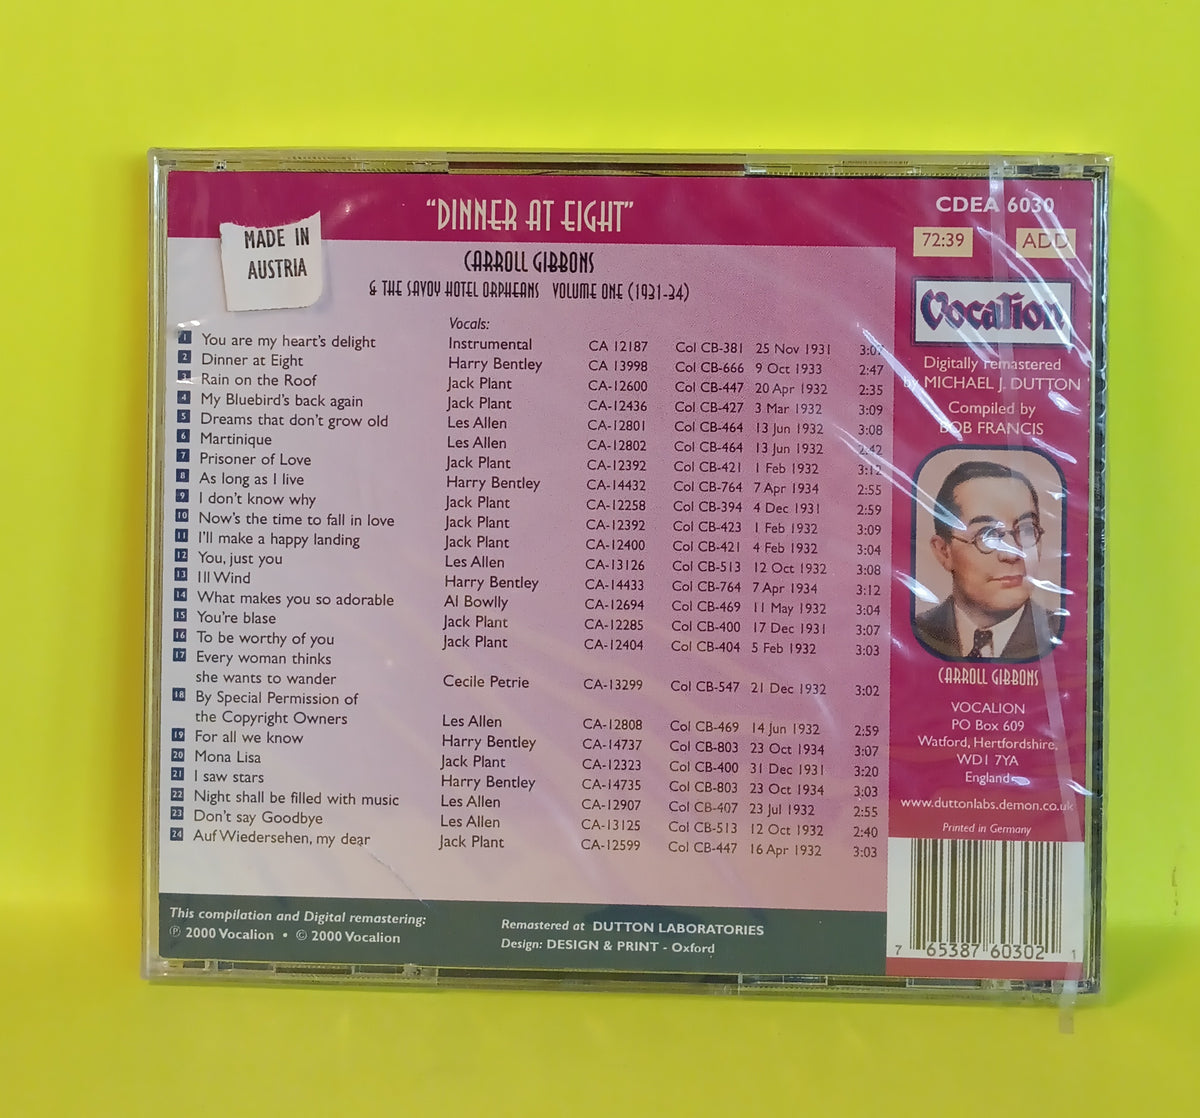 "DINNER AT EIGHT"
CDEA 6030
72:39 ADD
MADE IN
AUSTRIA
CARROLL GIBBONS
& THE SAVOY HOTEL ORPHEANS VOLUME ONE (1931-34)
Vocalion
Digitally remastered
by MICHAEL J. DUTTON
Compiled by
BOB FRANCIS
Vocals:
1 You are my heart's delight Instrumental CA 12187 Col CB-381 25 Nov 1931 3:07
2 Dinner at Eight Harry Bentley CA 13998 Col CB-666 9 Oct 1933 2:47
3 Rain on the Roof Jack Plant CA-12600 Col CB-447 20 Apr 1932 2:35
4 My Bluebird's back again Jack Plant CA-12436 Col CB-427 3 Mar 1932 3:09
5 Dreams that don't grow old Les Allen CA-12801 Col CB-464 13 Jun 1932 3:08
6 Martinique Les Allen CA-12802 Col CB-464 13 Jun 1932 2:42
7 Prisoner of Love Jack Plant CA-12392 Col CB-421 1 Feb 1932 3:12
8 As long as I live Harry Bentley CA-14432 Col CB-764 7 Apr 1934 2:55
9 I don't know why Jack Plant CA-12258 Col CB-394 4 Dec 1931 2:59
10 Now's the time to fall in love Jack Plant CA-12392 Col CB-423 1 Feb 1932 3:09
11 I'll make a happy landing Jack Plant CA-12400 Col CB-421 4 Feb 1932 3:04
12 You, just you Les Allen CA-13126 Col CB-513 12 Oct 1932 3:08
13 Ill Wind Harry Bentley CA-14433 Col CB-764 7 Apr 1934 3:12
14 What makes you so adorable Al Bowlly CA-12694 Col CB-469 11 May 1932 3:04
15 You're blase Jack Plant CA-12285 Col CB-400 17 Dec 1931 3:07
16 To be worthy of you Jack Plant CA-12404 Col CB-404 5 Feb 1932 3:03
17 Every woman thinks
she wants to wander Cecile Petrie CA-13299 Col CB-547 21 Dec 1932 3:02
18 By Special Permission of
the Copyright Owners Les Allen CA-12808 Col CB-469 14 Jun 1932 2:59
19 For all we know Harry Bentley CA-14737 Col CB-803 23 Oct 1934 3:07
20 Mona Lisa Jack Plant CA-12323 Col CB-400 31 Dec 1931 3:20
21 I saw stars Harry Bentley CA-14735 Col CB-803 23 Oct 1934 3:03
22 Night shall be filled with music Les Allen CA-12907 Col CB-407 23 Jul 1932 2:55
23 Don't say Goodbye Les Allen CA-13125 Col CB-513 12 Oct 1932 2:40
24 Auf Wiedersehen, my dear Jack Plant CA-12599 Col CB-447 16 Apr 1932 3:03
CARROLL GIBBONS
VOCALION
PO Box 609
Watford, Hertfordshire,
WD1 7YA
England
www.duttonlabs.demon.co.uk
Printed in Germany
7 65387 60302 1
This compilation and Digital remastering:
℗ 2000 Vocalion • © 2000 Vocalion
Remastered at DUTTON LABORATORIES
Design: DESIGN & PRINT - Oxford